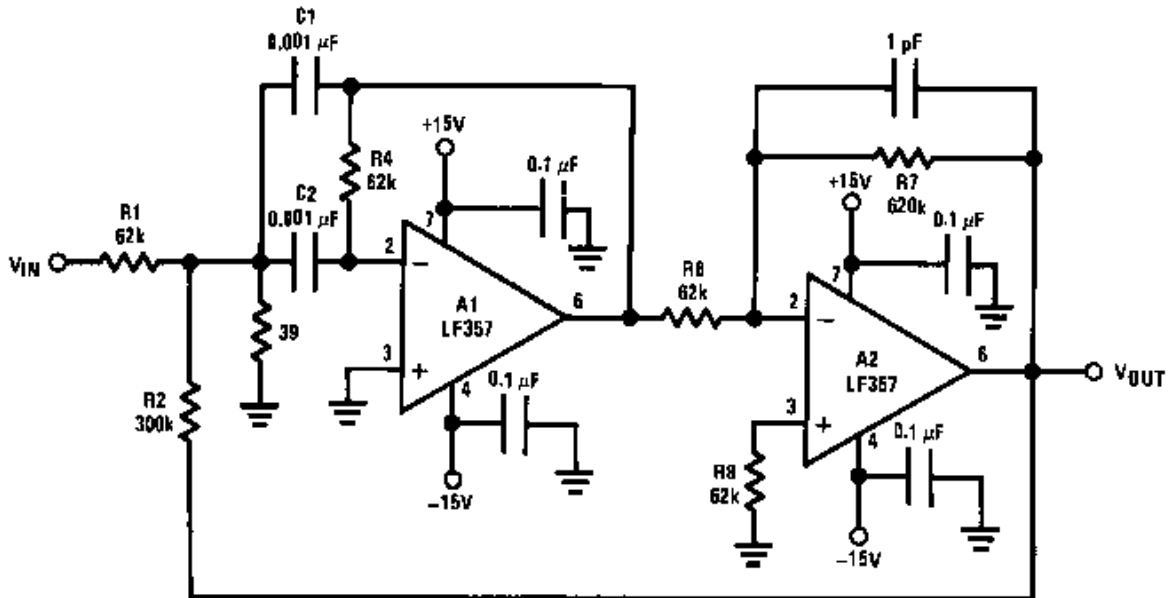 C1
0.001 μF
1 pF
+15V
R4
62k
0.1 μF
R7
620k
C2
0.001 μF
+15V
0.1 μF
R1
62k
7
VIN
2
−
A1
LF357
6
R6
62k
7
2
−
39
3
+
A2
LF357
6
VOUT
R2
300k
4
0.1 μF
3
+
4
0.1 μF
−15V
R8
62k
−15V